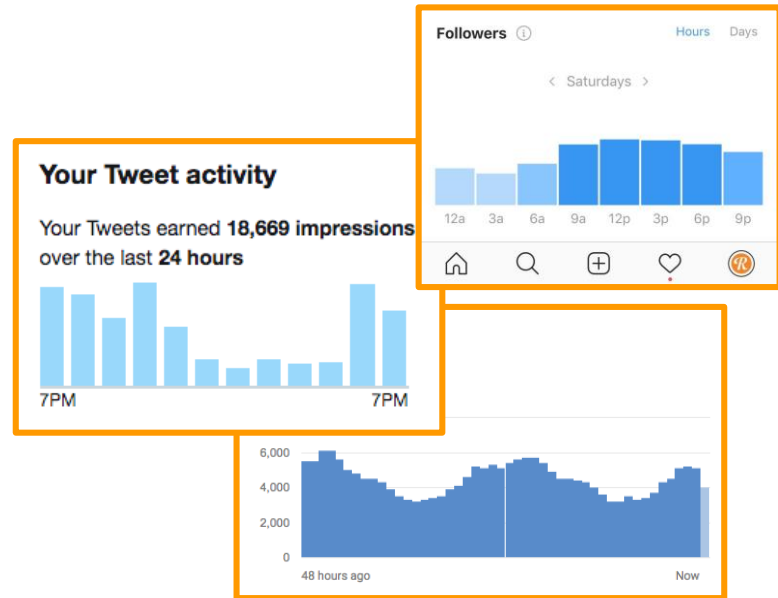 Followers
Hours Days
< Saturdays >
12a 3a 6a 9a 12p 3p 6p 9p
R
Your Tweet activity
Your Tweets earned 18,669 impressions
over the last 24 hours
7PM 7PM
6,000
4,000
2,000
0
48 hours ago Now